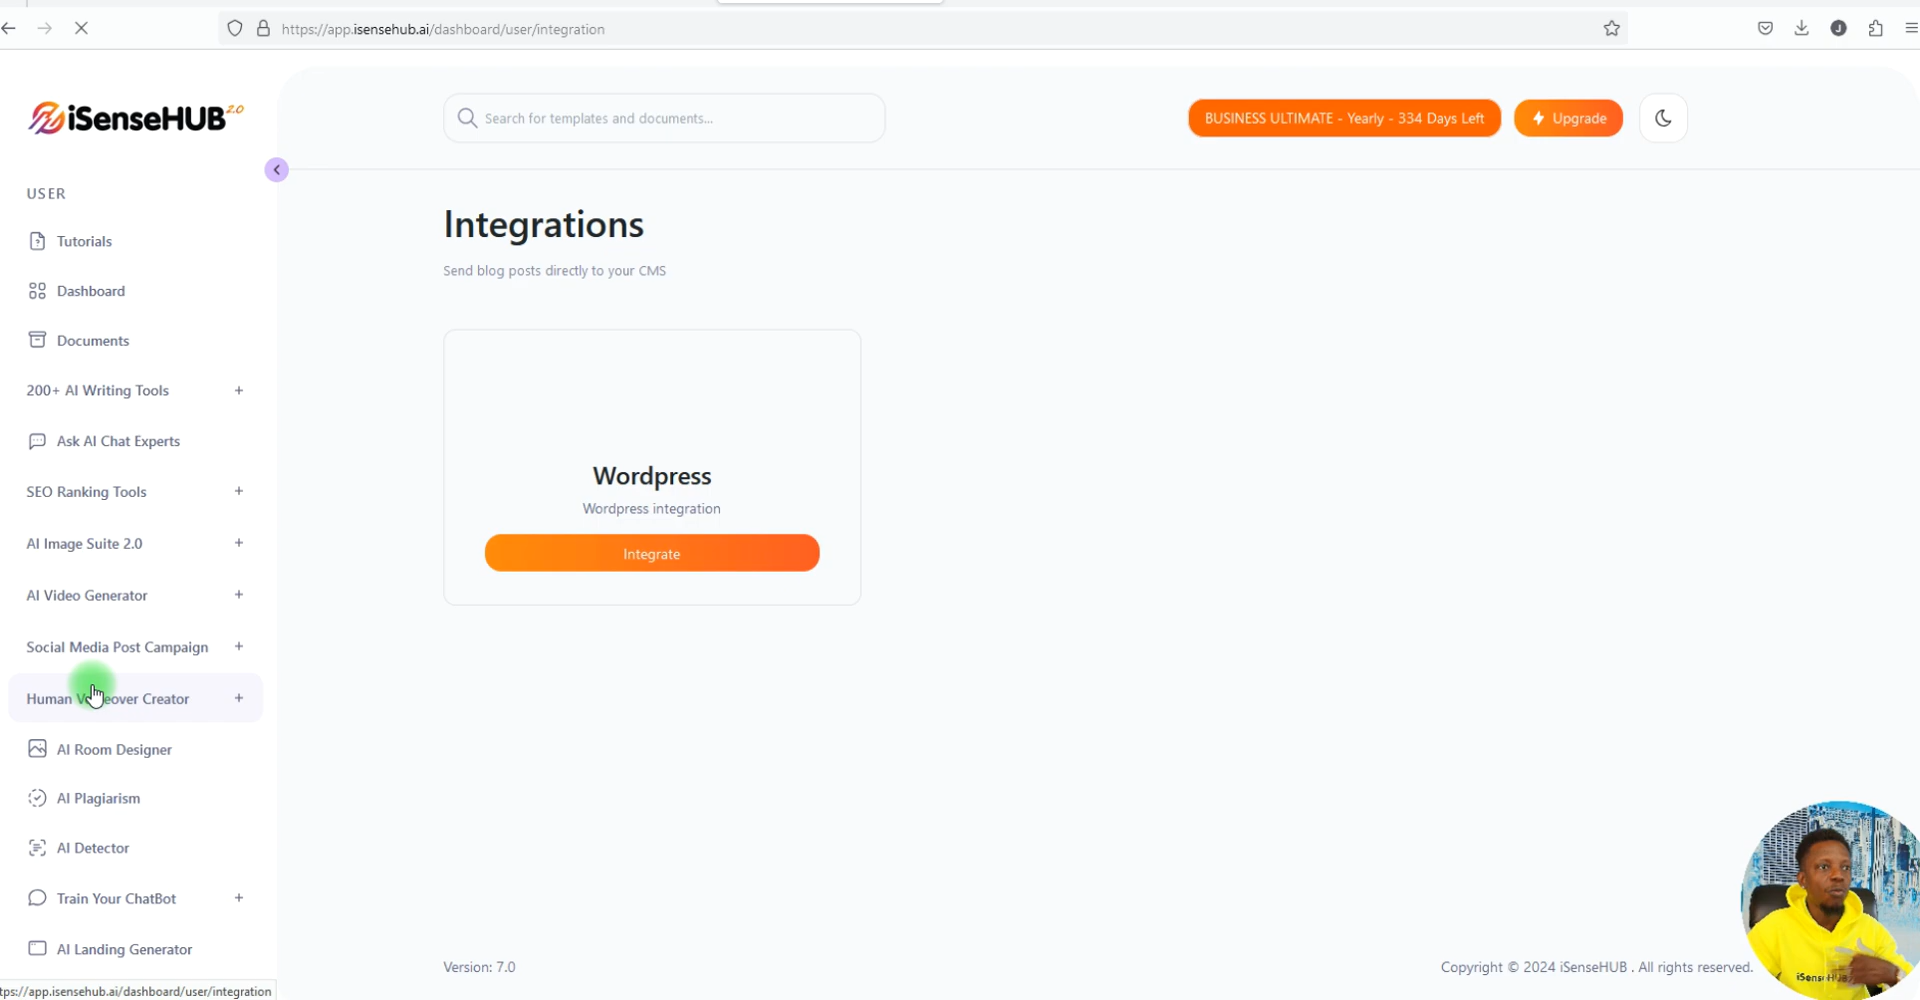 https://app.isensehub.ai/dashboard/user/integration
J
iSenseHUB 2.0
Search for templates and documents...
BUSINESS ULTIMATE - Yearly - 334 Days Left
Upgrade
USER
Tutorials
Dashboard
Documents
200+ AI Writing Tools +
Ask AI Chat Experts
SEO Ranking Tools +
AI Image Suite 2.0 +
AI Video Generator +
Social Media Post Campaign +
Human Voiceover Creator +
AI Room Designer
AI Plagiarism
AI Detector
Train Your ChatBot +
AI Landing Generator
Integrations
Send blog posts directly to your CMS
Wordpress
Wordpress integration
Integrate
Version: 7.0
Copyright © 2024 iSenseHUB . All rights reserved.
tps://app.isensehub.ai/dashboard/user/integration